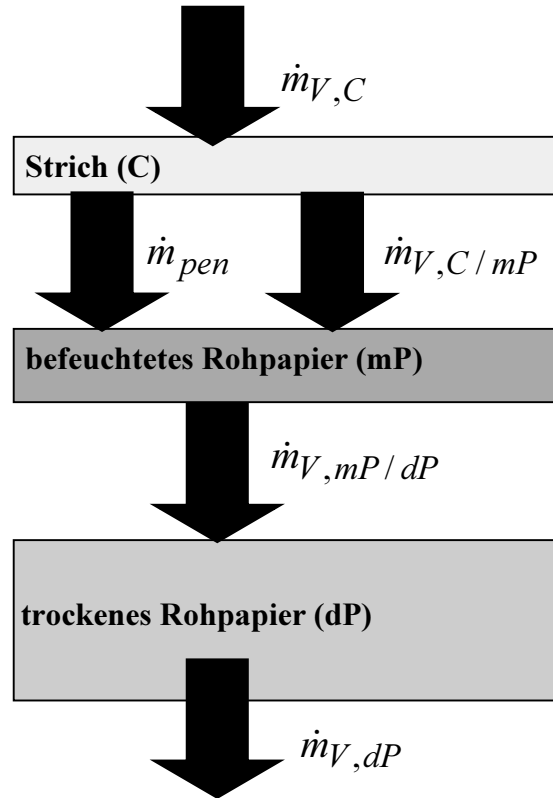 ṁV,C
Strich (C)
ṁpen
ṁV,C/mP
befeuchtetes Rohpapier (mP)
ṁV,mP/dP
trockenes Rohpapier (dP)
ṁV,dP